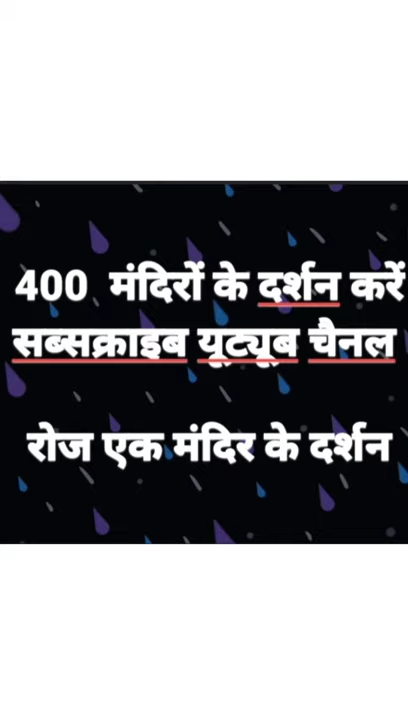 400 मंदिरों के दर्शन करें
सब्सक्राइब यूट्यूब चैनल
रोज एक मंदिर के दर्शन